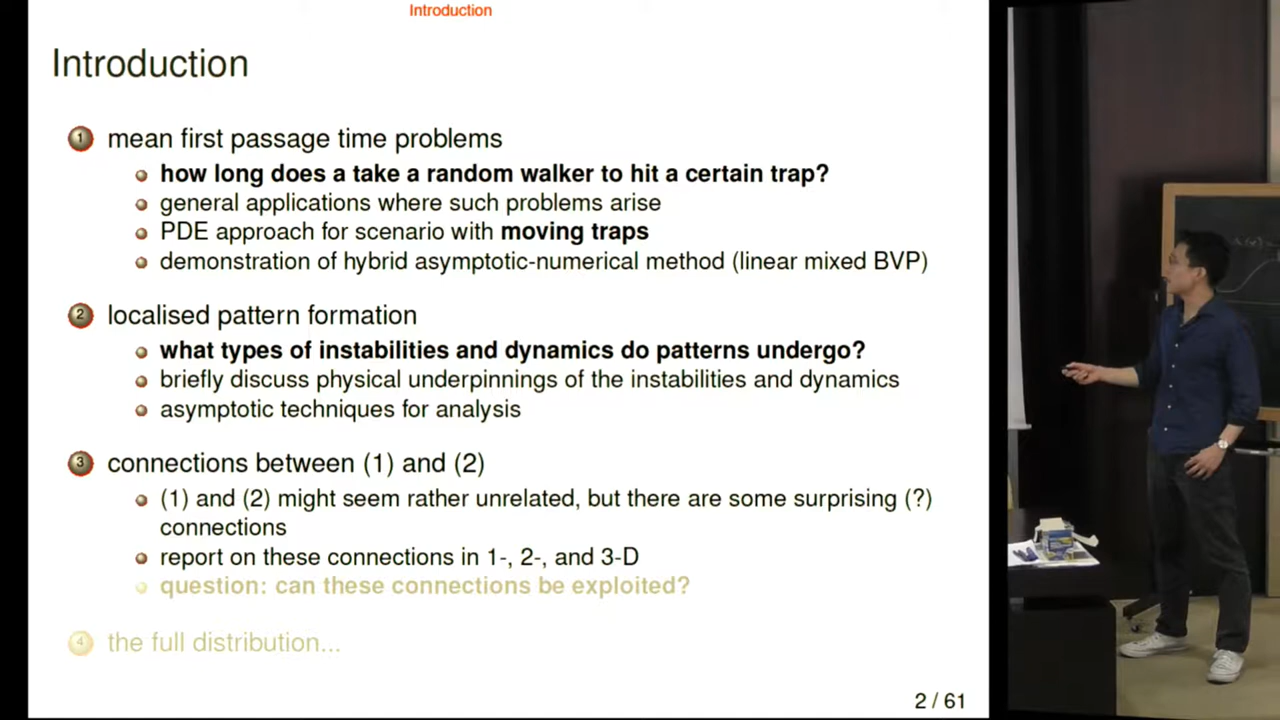 Introduction
Introduction
1 mean first passage time problems
how long does a take a random walker to hit a certain trap?
general applications where such problems arise
PDE approach for scenario with moving traps
demonstration of hybrid asymptotic-numerical method (linear mixed BVP)
2 localised pattern formation
what types of instabilities and dynamics do patterns undergo?
briefly discuss physical underpinnings of the instabilities and dynamics
asymptotic techniques for analysis
3 connections between (1) and (2)
(1) and (2) might seem rather unrelated, but there are some surprising (?)
connections
report on these connections in 1-, 2-, and 3-D
question: can these connections be exploited?
4 the full distribution...
2 / 61